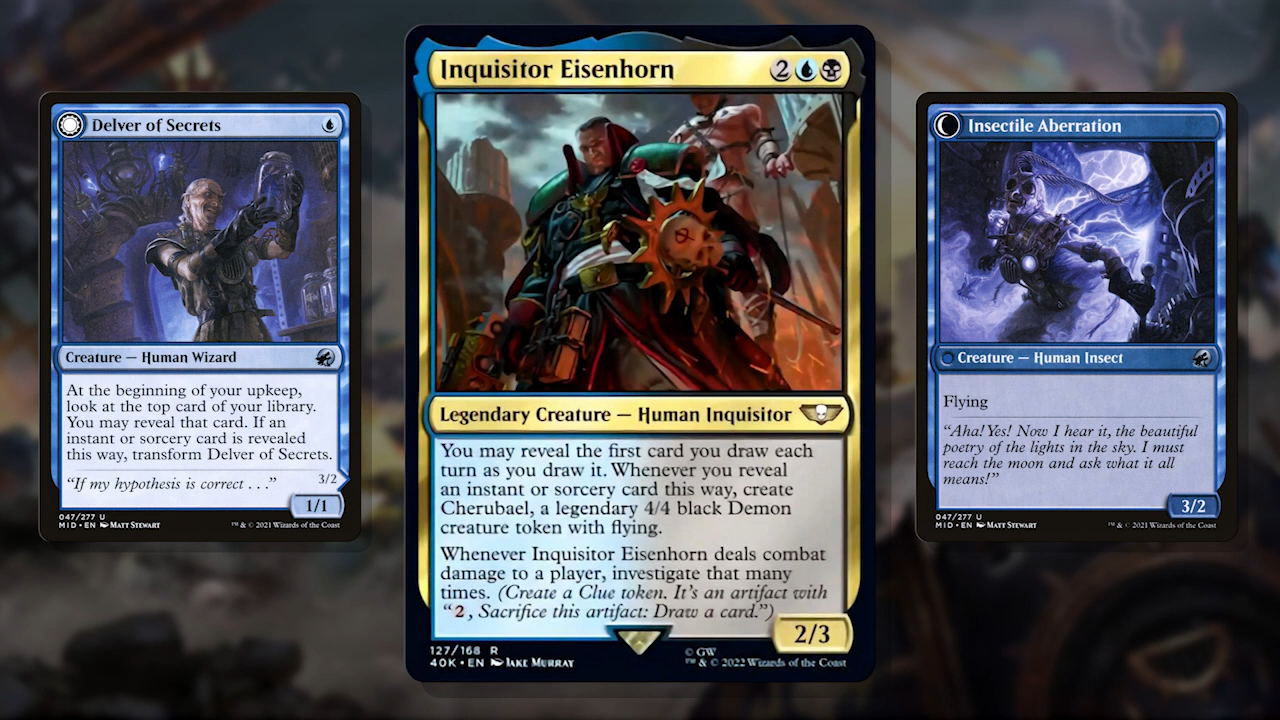 Delver of Secrets
Creature — Human Wizard
At the beginning of your upkeep,
look at the top card of your library.
You may reveal that card. If an
instant or sorcery card is revealed
this way, transform Delver of Secrets.
3/2
“If my hypothesis is correct . . .”
1/1
047/277 U
MID • EN Matt Stewart
™ & © 2021 Wizards of the Coast
Inquisitor Eisenhorn 2
Legendary Creature — Human Inquisitor
You may reveal the first card you draw each
turn as you draw it. Whenever you reveal
an instant or sorcery card this way, create
Cherubael, a legendary 4/4 black Demon
creature token with flying.
Whenever Inquisitor Eisenhorn deals combat
damage to a player, investigate that many
times. (Create a Clue token. It’s an artifact with
“2, Sacrifice this artifact: Draw a card.”)
2/3
127/168 R
40K • EN Jake Murray
© GW
™ & © 2022 Wizards of the Coast
Insectile Aberration
Creature — Human Insect
Flying
“Aha! Yes! Now I hear it, the beautiful
poetry of the lights in the sky. I must
reach the moon and ask what it all
means!”
3/2
047/277 U
MID • EN Matt Stewart
™ & © 2021 Wizards of the Coast